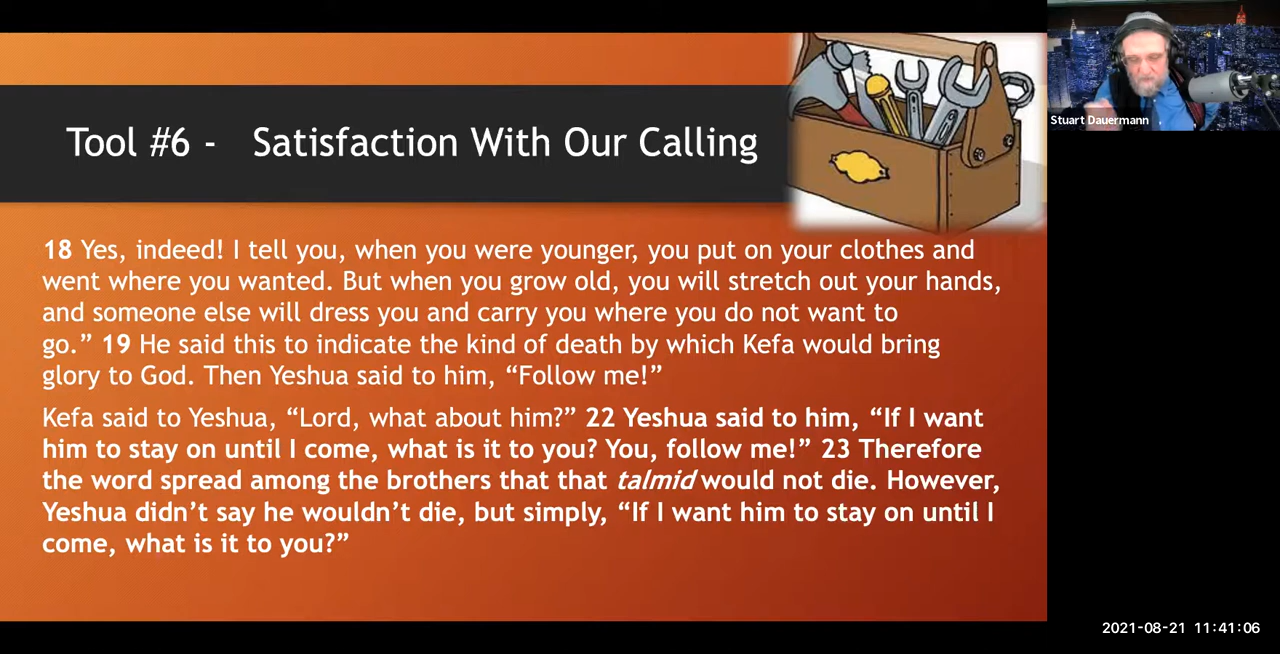 Tool #6 - Satisfaction With Our Calling
Stuart Dauermann
18 Yes, indeed! I tell you, when you were younger, you put on your clothes and
went where you wanted. But when you grow old, you will stretch out your hands,
and someone else will dress you and carry you where you do not want to
go.” 19 He said this to indicate the kind of death by which Kefa would bring
glory to God. Then Yeshua said to him, “Follow me!”
Kefa said to Yeshua, “Lord, what about him?” 22 Yeshua said to him, “If I want
him to stay on until I come, what is it to you? You, follow me!” 23 Therefore
the word spread among the brothers that that talmid would not die. However,
Yeshua didn’t say he wouldn’t die, but simply, “If I want him to stay on until I
come, what is it to you?”
2021-08-21 11:41:06